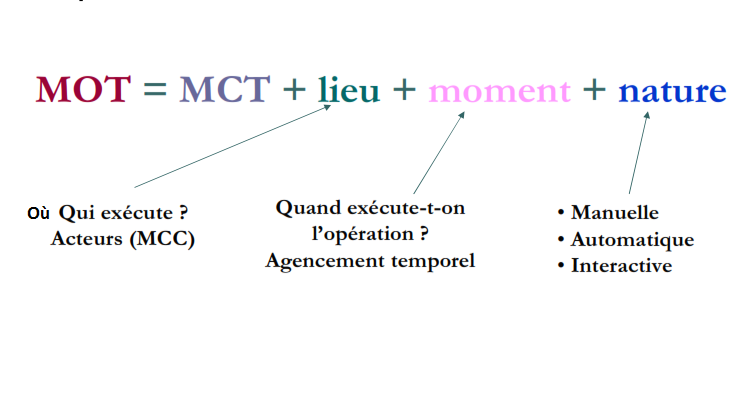 MOT = MCT + lieu + moment + nature
Où Qui exécute ?
Acteurs (MCC)
Quand exécute-t-on
l’opération ?
Agencement temporel
• Manuelle
• Automatique
• Interactive